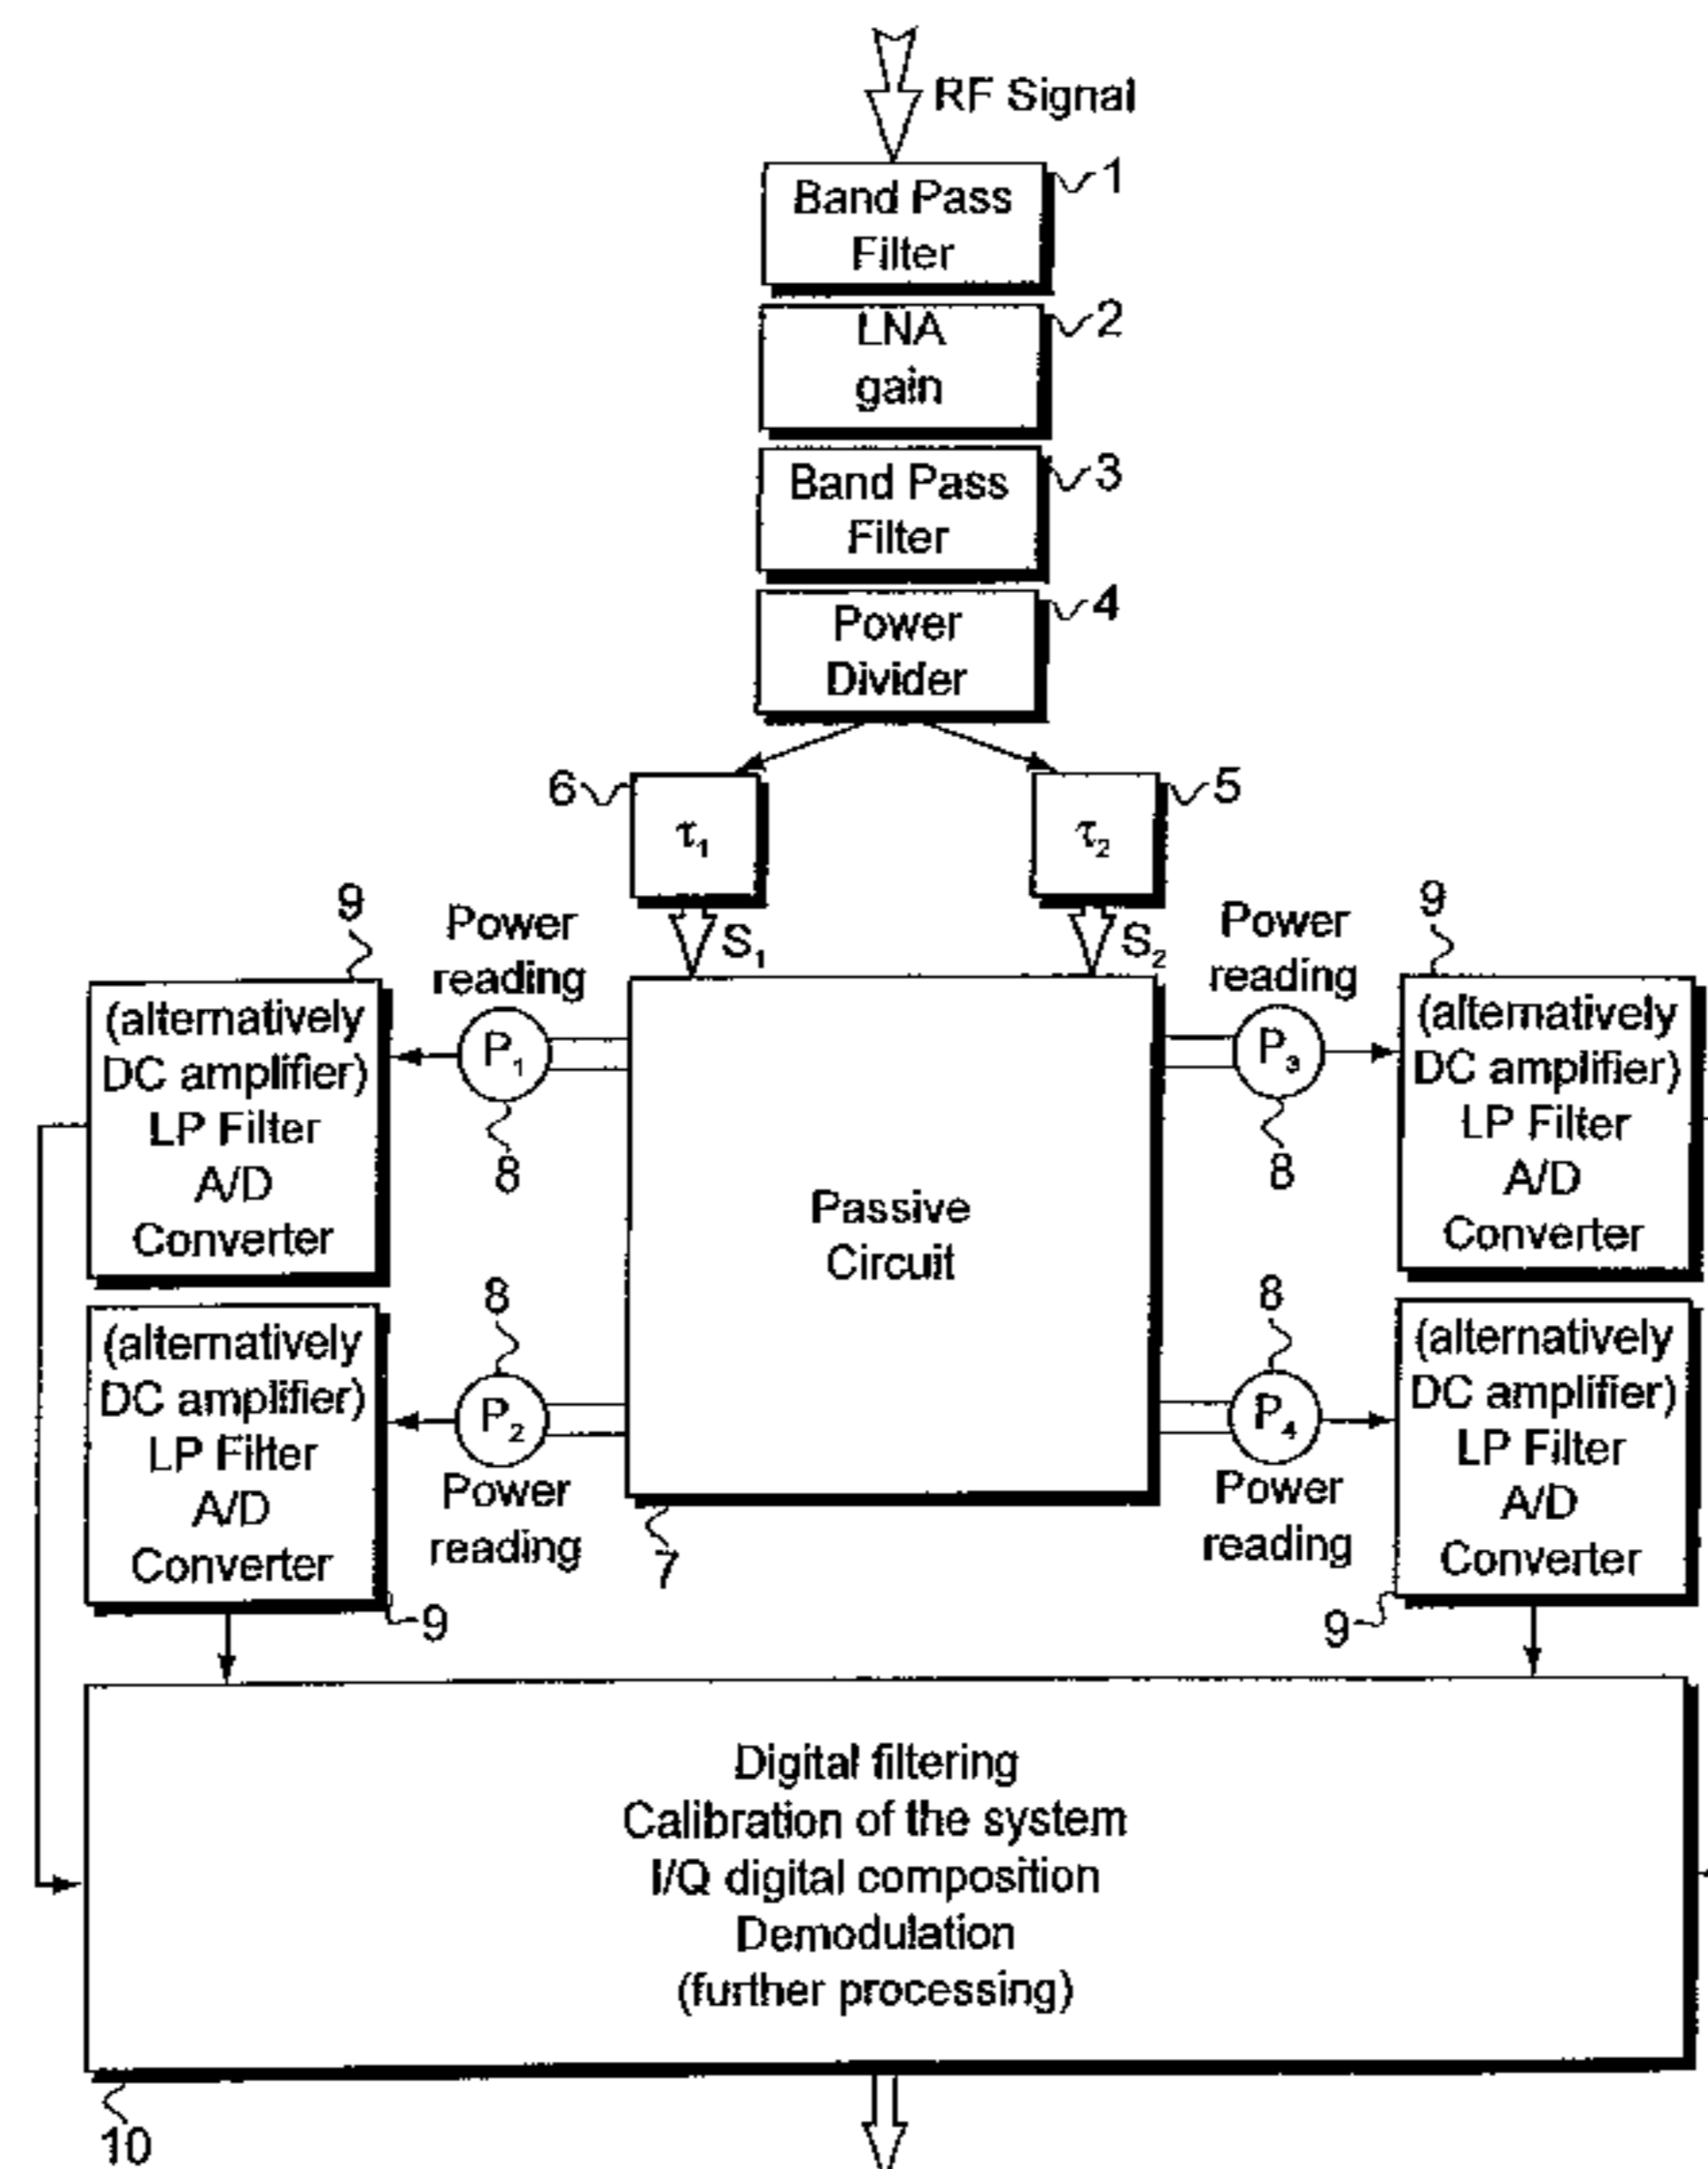 RF Signal
Band Pass
Filter
1
LNA
gain
2
Band Pass
Filter
3
Power
Divider
4
6
τ₁
5
τ₂
S₁
S₂
9
Power
reading
P₁
8
(alternatively
DC amplifier)
LP Filter
A/D
Converter
Power
reading
P₃
8
9
(alternatively
DC amplifier)
LP Filter
A/D
Converter
Passive
Circuit
7
(alternatively
DC amplifier)
LP Filter
A/D
Converter
9
8
P₂
Power
reading
8
P₄
Power
reading
(alternatively
DC amplifier)
LP Filter
A/D
Converter
9
Digital filtering
Calibration of the system
I/Q digital composition
Demodulation
(further processing)
10